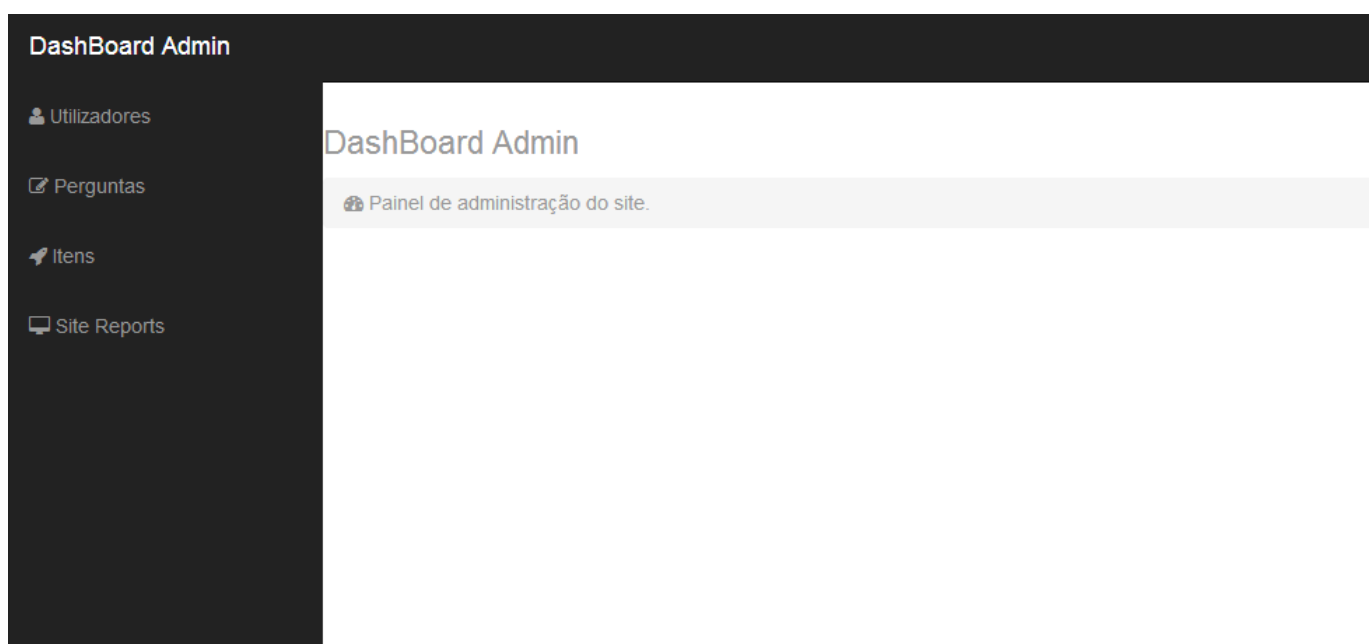 DashBoard Admin
Utilizadores
Perguntas
Itens
Site Reports
DashBoard Admin
Painel de administração do site.